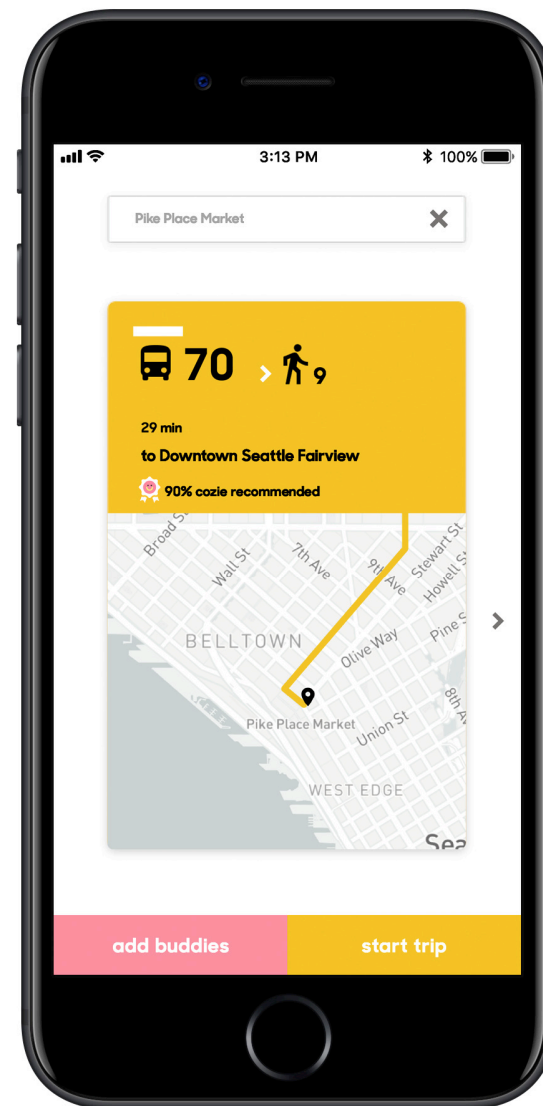 3:13 PM
100%
Pike Place Market
70
9
29 min
to Downtown Seattle Fairview
90% cozie recommended
Broad St
Wall St
7th Ave
9th Ave
Stewart St
Howell St
BELLTOWN
Olive Way
Pine S
8th A
Pike Place Market
Union St
WEST EDGE
Sea
add buddies
start trip